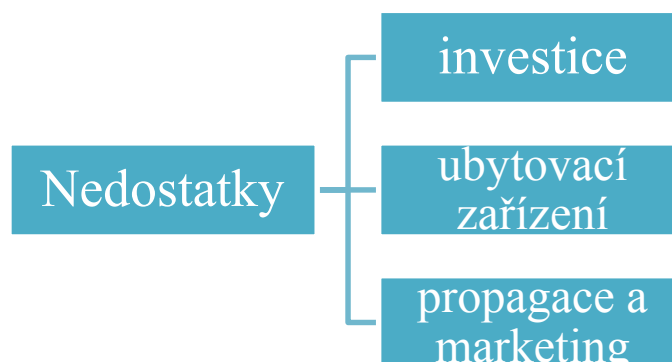 investice
Nedostatky
ubytovací
zařízení
propagace a
marketing